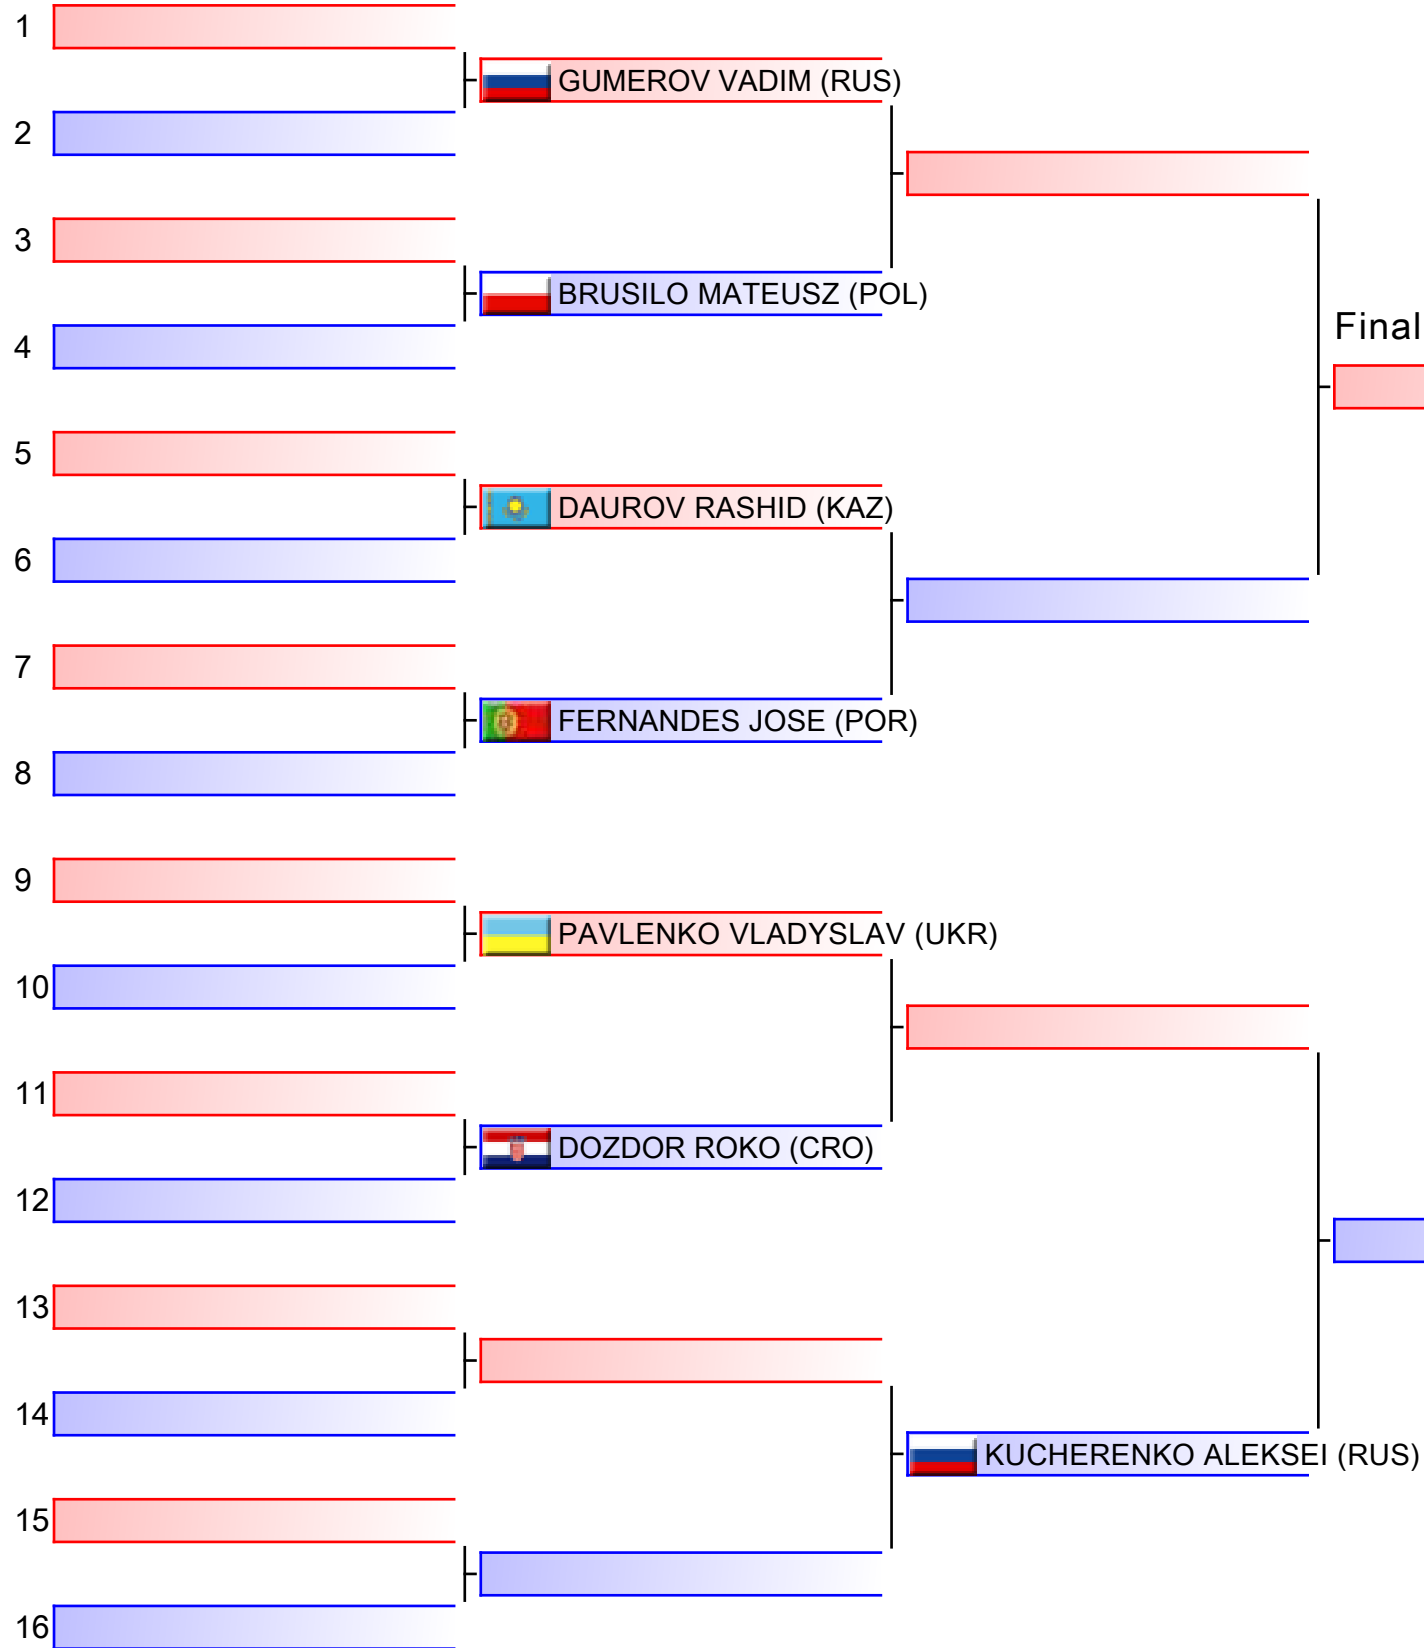 1
GUMEROV VADIM (RUS)
2
3
BRUSILO MATEUSZ (POL)
Final
4
5
DAUROV RASHID (KAZ)
6
7
FERNANDES JOSE (POR)
8
9
PAVLENKO VLADYSLAV (UKR)
10
11
DOZDOR ROKO (CRO)
12
13
14
KUCHERENKO ALEKSEI (RUS)
15
16